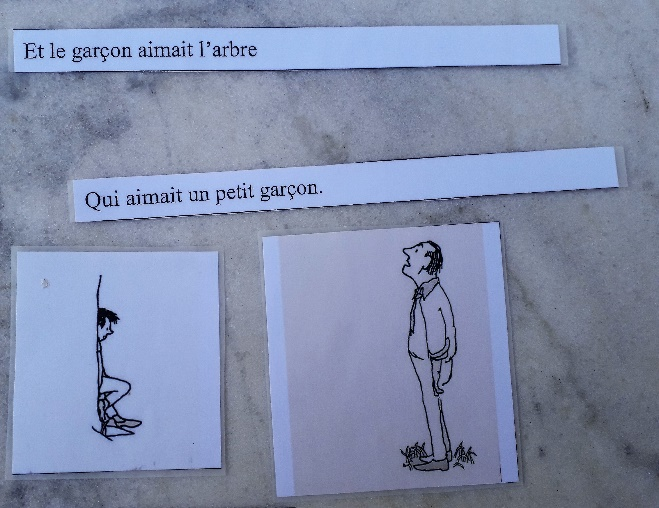 Et le garçon aimait l'arbre
Qui aimait un petit garçon.